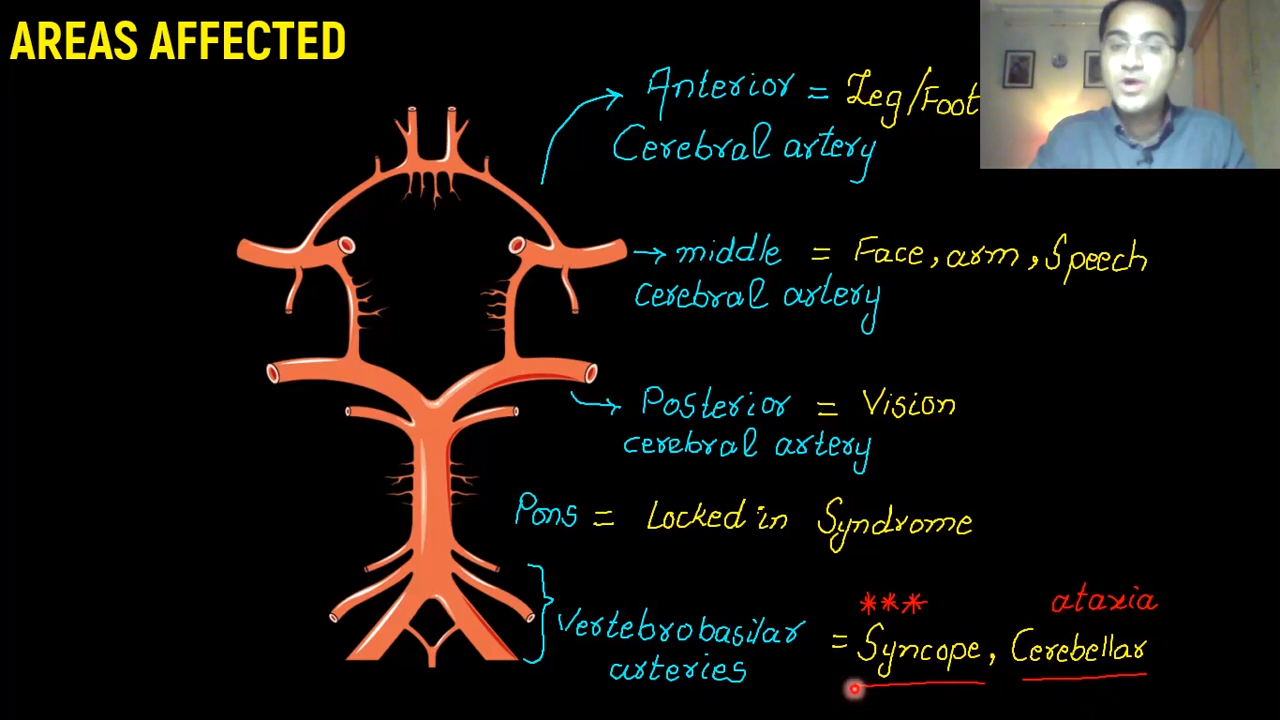 AREAS AFFECTED
Anterior = Leg/Foot
Cerebral artery
middle = Face, arm, Speech
cerebral artery
Posterior = Vision
cerebral artery
Pons = Locked in Syndrome
*** ataxia
Vertebrobasilar = Syncope, Cerebellar
arteries